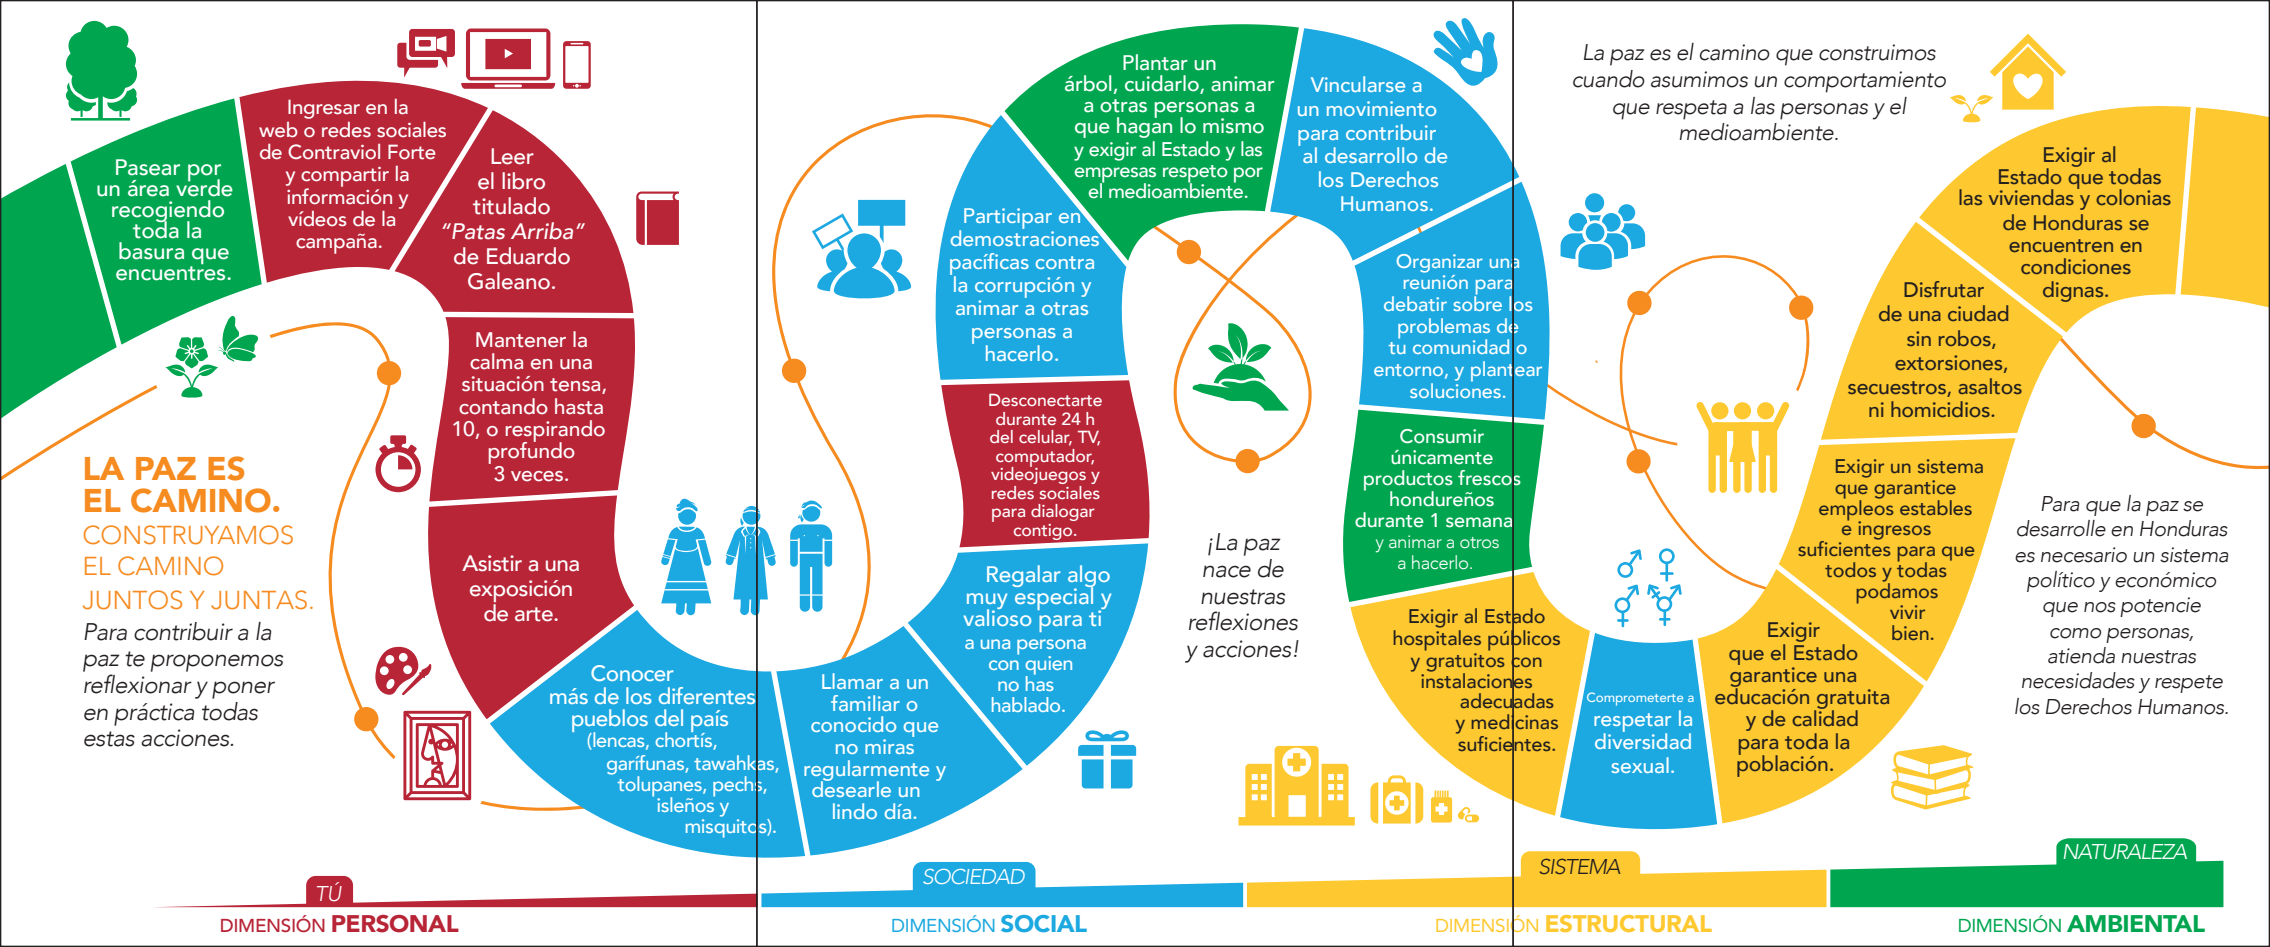 Pasear por
un área verde
recogiendo
toda la
basura que
encuentres.
Ingresar en la
web o redes sociales
de Contraviol Forte
y compartir la
información y
vídeos de la
campaña.
Leer
el libro
titulado
“Patas Arriba”
de Eduardo
Galeano.
Mantener la
calma en una
situación tensa,
contando hasta
10, o respirando
profundo
3 veces.
Asistir a una
exposición
de arte.
LA PAZ ES
EL CAMINO.
CONSTRUYAMOS
EL CAMINO
JUNTOS Y JUNTAS.
Para contribuir a la
paz te proponemos
reflexionar y poner
en práctica todas
estas acciones.
Conocer
más de los diferentes
pueblos del país
(lencas, chortís,
garífunas, tawahkas,
tolupanes, pechs,
isleños y
misquitos).
Llamar a un
familiar o
conocido que
no miras
regularmente y
desearle un
lindo día.
Regalar algo
muy especial y
valioso para ti
a una persona
con quien
no has
hablado.
Desconectarte
durante 24 h
del celular, TV,
computador,
videojuegos y
redes sociales
para dialogar
contigo.
Participar en
demostraciones
pacíficas contra
la corrupción y
animar a otras
personas a
hacerlo.
Plantar un
árbol, cuidarlo, animar
a otras personas a
que hagan lo mismo
y exigir al Estado y las
empresas respeto por
el medioambiente.
Vincularse a
un movimiento
para contribuir
al desarrollo de
los Derechos
Humanos.
Organizar una
reunión para
debatir sobre los
problemas de
tu comunidad o
entorno, y plantear
soluciones.
Consumir
únicamente
productos frescos
hondureños
durante 1 semana
y animar a otros
a hacerlo.
¡La paz
nace de
nuestras
reflexiones
y acciones!
Exigir al Estado
hospitales públicos
y gratuitos con
instalaciones
adecuadas
y medicinas
suficientes.
Comprometerte a
respetar la
diversidad
sexual.
Exigir
que el Estado
garantice una
educación gratuita
y de calidad
para toda la
población.
Exigir un sistema
que garantice
empleos estables
e ingresos
suficientes para que
todos y todas
podamos
vivir
bien.
Disfrutar
de una ciudad
sin robos,
extorsiones,
secuestros, asaltos
ni homicidios.
Exigir al
Estado que todas
las viviendas y colonias
de Honduras se
encuentren en
condiciones
dignas.
La paz es el camino que construimos
cuando asumimos un comportamiento
que respeta a las personas y el
medioambiente.
Para que la paz se
desarrolle en Honduras
es necesario un sistema
político y económico
que nos potencie
como personas,
atienda nuestras
necesidades y respete
los Derechos Humanos.
TÚ
DIMENSIÓN PERSONAL
SOCIEDAD
DIMENSIÓN SOCIAL
SISTEMA
DIMENSIÓN ESTRUCTURAL
NATURALEZA
DIMENSIÓN AMBIENTAL